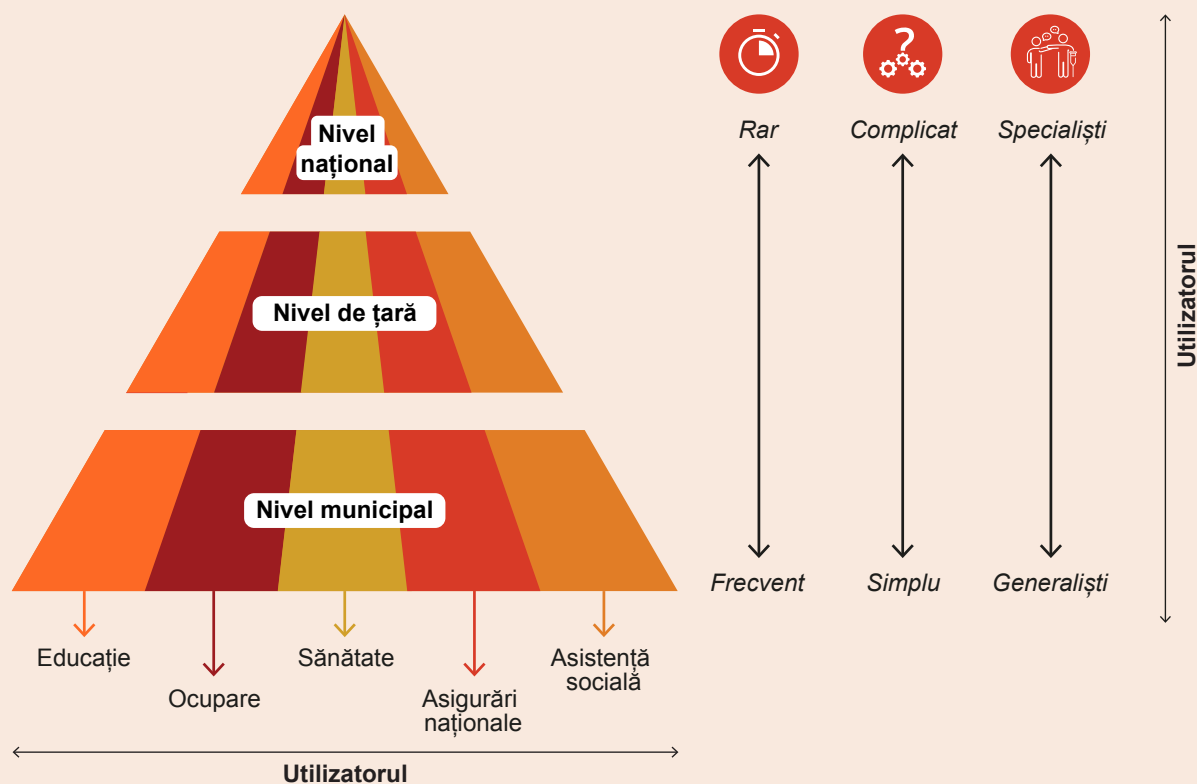 Nivel
național
Nivel de țară
Nivel municipal
Educație
Ocupare
Sănătate
Asigurări
naționale
Asistență
socială
Utilizatorul
Rar
Complicat
Specialiști
Frecvent
Simplu
Generaliști
Utilizatorul
?